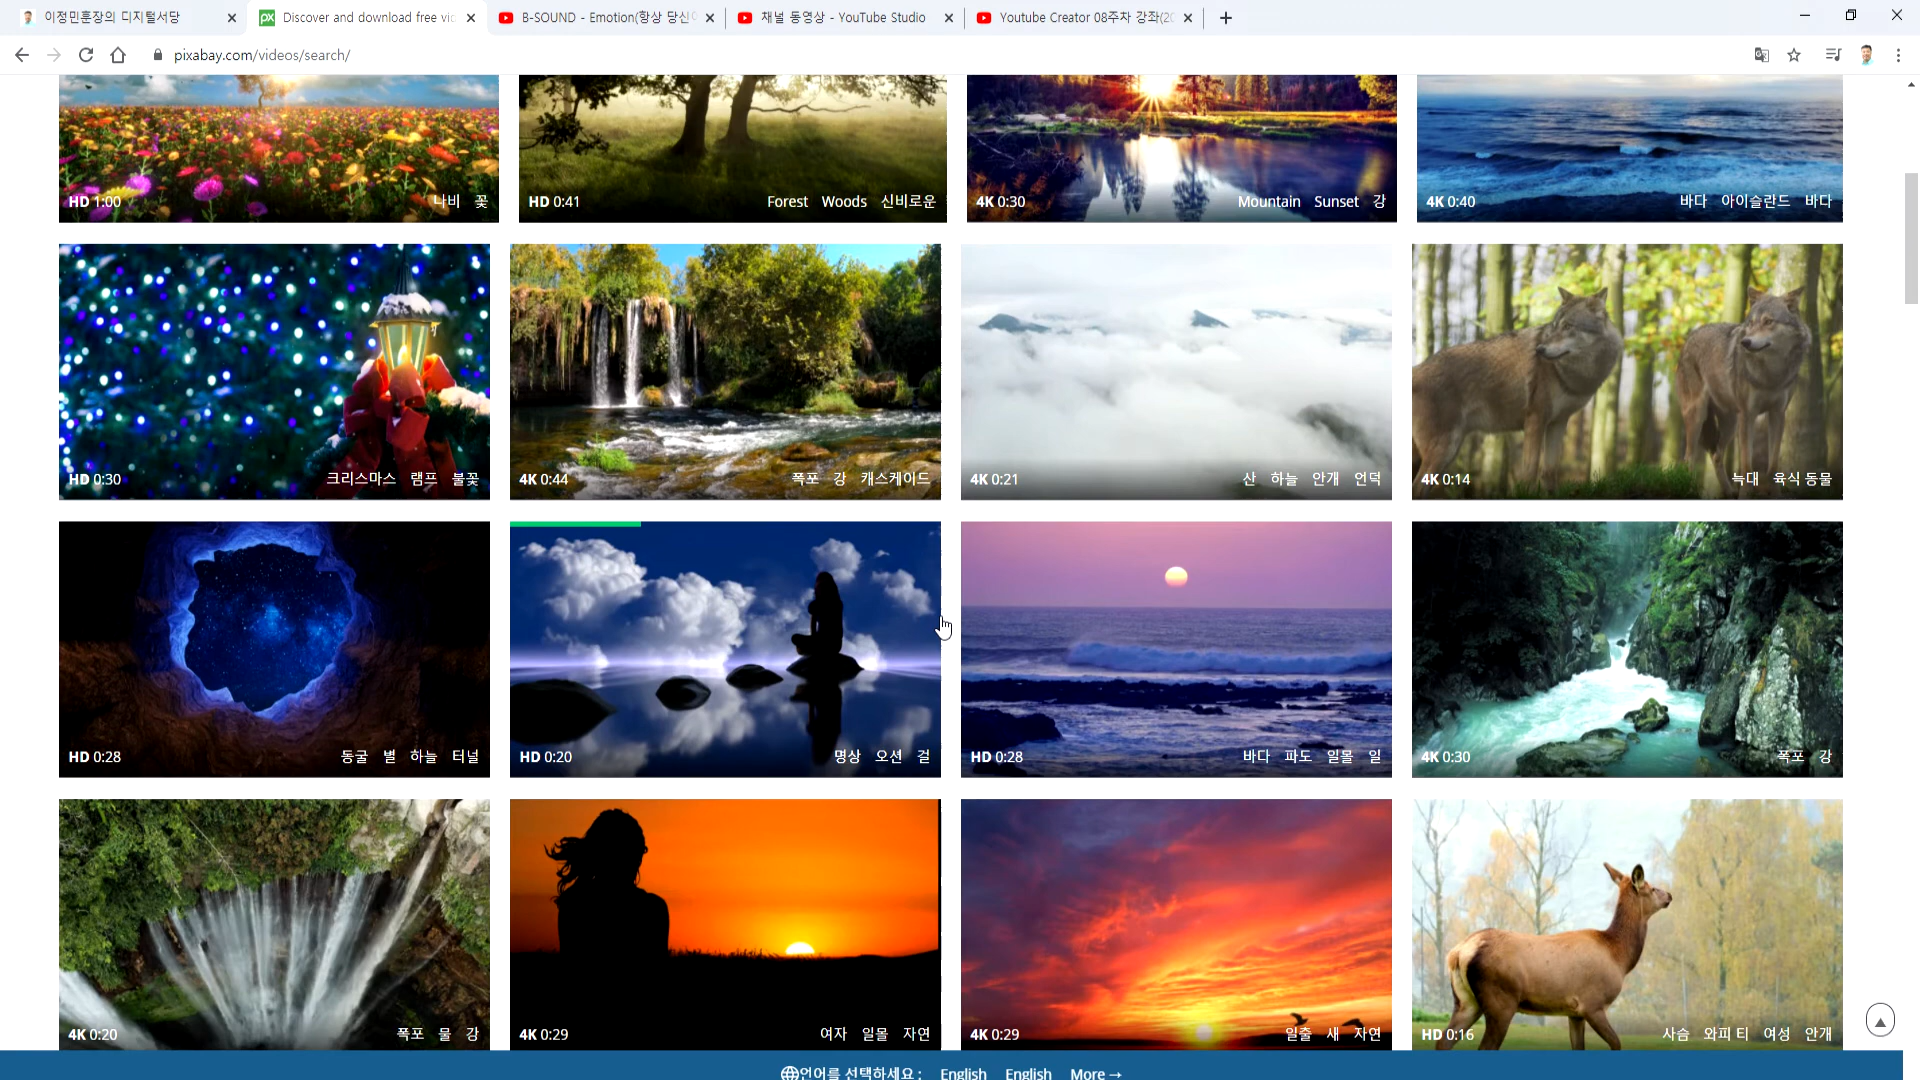 이정민훈장의 디지털서당
Discover and download free vi
B-SOUND - Emotion(항상 당신
채널 동영상 - YouTube Studio
Youtube Creator 08주차 강좌(20
pixabay.com/videos/search/
HD 1:00 나비 꽃
HD 0:41 Forest Woods 신비로운
4K 0:30 Mountain Sunset 강
4K 0:40 바다 아이슬란드 바다
HD 0:30 크리스마스 램프 불꽃
4K 0:44 폭포 강 캐스케이드
4K 0:21 산 하늘 안개 언덕
4K 0:14 늑대 육식 동물
HD 0:28 동굴 별 하늘 터널
HD 0:20 명상 오션 걸
HD 0:28 바다 파도 일몰 일
4K 0:30 폭포 강
4K 0:20 폭포 물 강
4K 0:29 여자 일몰 자연
4K 0:29 일출 새 자연
HD 0:16 사슴 와피 티 여성 안개
언어를 선택하세요 : English English More →